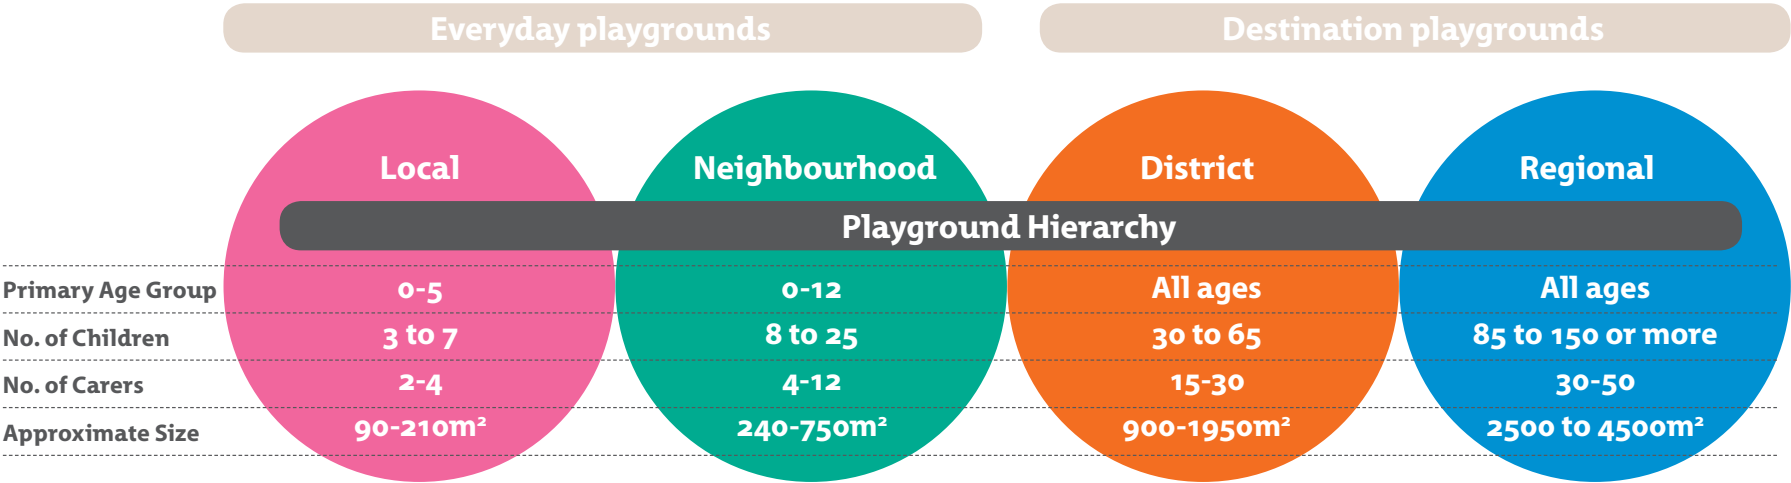 Everyday playgrounds Destination playgrounds
Local Neighbourhood District Regional
Playground Hierarchy
Primary Age Group 0-5 0-12 All ages All ages
No. of Children 3 to 7 8 to 25 30 to 65 85 to 150 or more
No. of Carers 2-4 4-12 15-30 30-50
Approximate Size 90-210m² 240-750m² 900-1950m² 2500 to 4500m²